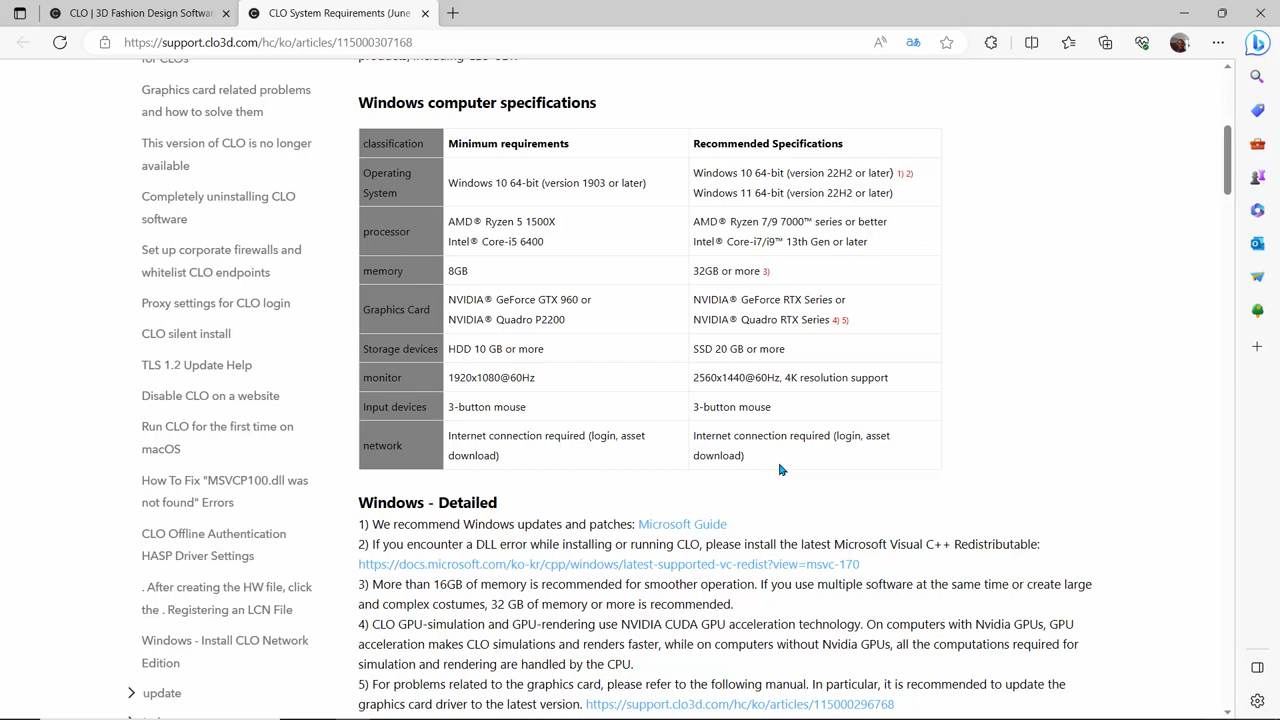 CLO | 3D Fashion Design Softwar
CLO System Requirements (June
https://support.clo3d.com/hc/ko/articles/115000307168
for CLOs
Graphics card related problems
and how to solve them
This version of CLO is no longer
available
Completely uninstalling CLO
software
Set up corporate firewalls and
whitelist CLO endpoints
Proxy settings for CLO login
CLO silent install
TLS 1.2 Update Help
Disable CLO on a website
Run CLO for the first time on
macOS
How To Fix "MSVCP100.dll was
not found" Errors
CLO Offline Authentication
HASP Driver Settings
. After creating the HW file, click
the . Registering an LCN File
Windows - Install CLO Network
Edition
update
Windows computer specifications
classification Minimum requirements Recommended Specifications
Operating System Windows 10 64-bit (version 1903 or later) Windows 10 64-bit (version 22H2 or later) 1) 2)
Windows 11 64-bit (version 22H2 or later)
processor AMD® Ryzen 5 1500X AMD® Ryzen 7/9 7000™ series or better
Intel® Core-i5 6400 Intel® Core-i7/i9™ 13th Gen or later
memory 8GB 32GB or more 3)
Graphics Card NVIDIA® GeForce GTX 960 or NVIDIA® GeForce RTX Series or
NVIDIA® Quadro P2200 NVIDIA® Quadro RTX Series 4) 5)
Storage devices HDD 10 GB or more SSD 20 GB or more
monitor 1920x1080@60Hz 2560x1440@60Hz, 4K resolution support
Input devices 3-button mouse 3-button mouse
network Internet connection required (login, asset Internet connection required (login, asset
download) download)
Windows - Detailed
1) We recommend Windows updates and patches: Microsoft Guide
2) If you encounter a DLL error while installing or running CLO, please install the latest Microsoft Visual C++ Redistributable:
https://docs.microsoft.com/ko-kr/cpp/windows/latest-supported-vc-redist?view=msvc-170
3) More than 16GB of memory is recommended for smoother operation. If you use multiple software at the same time or create large
and complex costumes, 32 GB of memory or more is recommended.
4) CLO GPU-simulation and GPU-rendering use NVIDIA CUDA GPU acceleration technology. On computers with Nvidia GPUs, GPU
acceleration makes CLO simulations and renders faster, while on computers without Nvidia GPUs, all the computations required for
simulation and rendering are handled by the CPU.
5) For problems related to the graphics card, please refer to the following manual. In particular, it is recommended to update the
graphics card driver to the latest version. https://support.clo3d.com/hc/ko/articles/115000296768